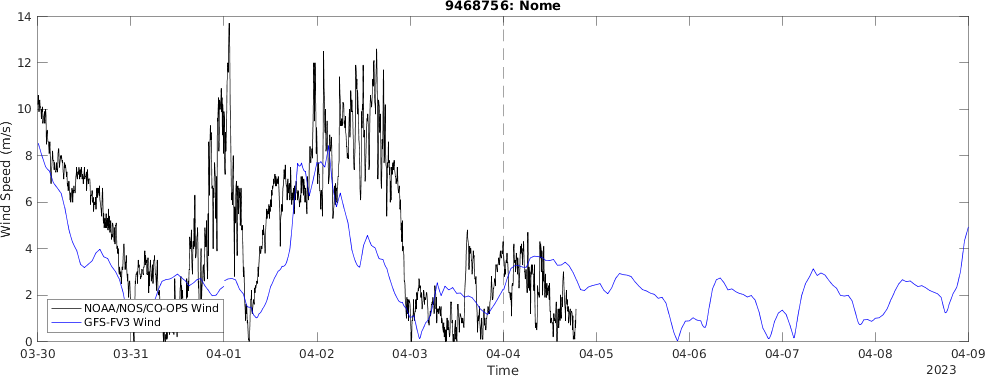 9468756: Nome
14
12
10
8
6
4
2
0
Wind Speed (m/s)
NOAA/NOS/CO-OPS Wind
GFS-FV3 Wind
03-30 03-31 04-01 04-02 04-03 04-04 04-05 04-06 04-07 04-08 04-09
Time
2023